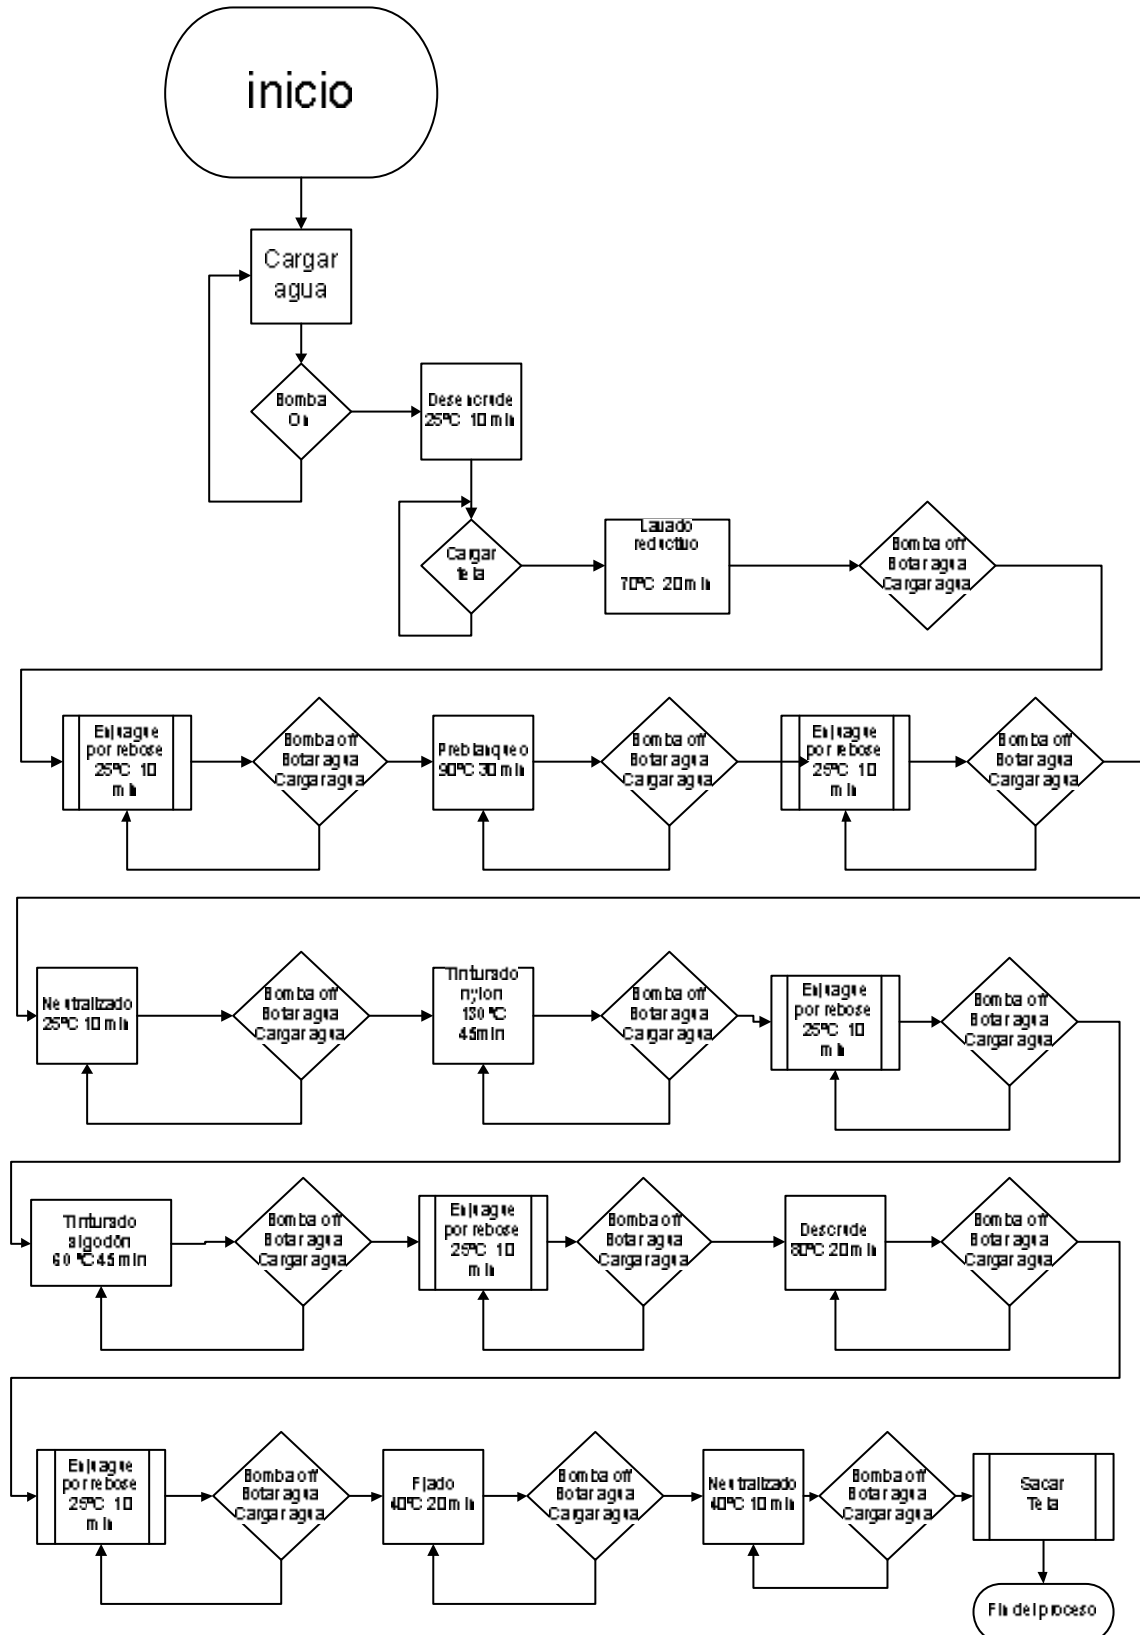 inicio
Cargar
agua
Bomba
On
Desencrude
25ºC 10 min
Cargar
tela
Lavado
reductivo
70ºC 20 min
Bomba off
Botar agua
Cargar agua
Enjuague
por rebose
25ºC 10
min
Bomba off
Botar agua
Cargar agua
Preblanqueo
90ºC 30 min
Bomba off
Botar agua
Cargar agua
Enjuague
por rebose
25ºC 10
min
Bomba off
Botar agua
Cargar agua
Neutralizado
25ºC 10 min
Bomba off
Botar agua
Cargar agua
Tinturado
nylon
130 ºC
45min
Bomba off
Botar agua
Cargar agua
Enjuague
por rebose
25ºC 10
min
Bomba off
Botar agua
Cargar agua
Tinturado
algodón
60 ºC 45 min
Bomba off
Botar agua
Cargar agua
Enjuague
por rebose
25ºC 10
min
Bomba off
Botar agua
Cargar agua
Descrude
80ºC 20 min
Bomba off
Botar agua
Cargar agua
Enjuague
por rebose
25ºC 10
min
Bomba off
Botar agua
Cargar agua
Fijado
40ºC 20 min
Bomba off
Botar agua
Cargar agua
Neutralizado
40ºC 10 min
Bomba off
Botar agua
Cargar agua
Sacar
Tela
Fin del proceso